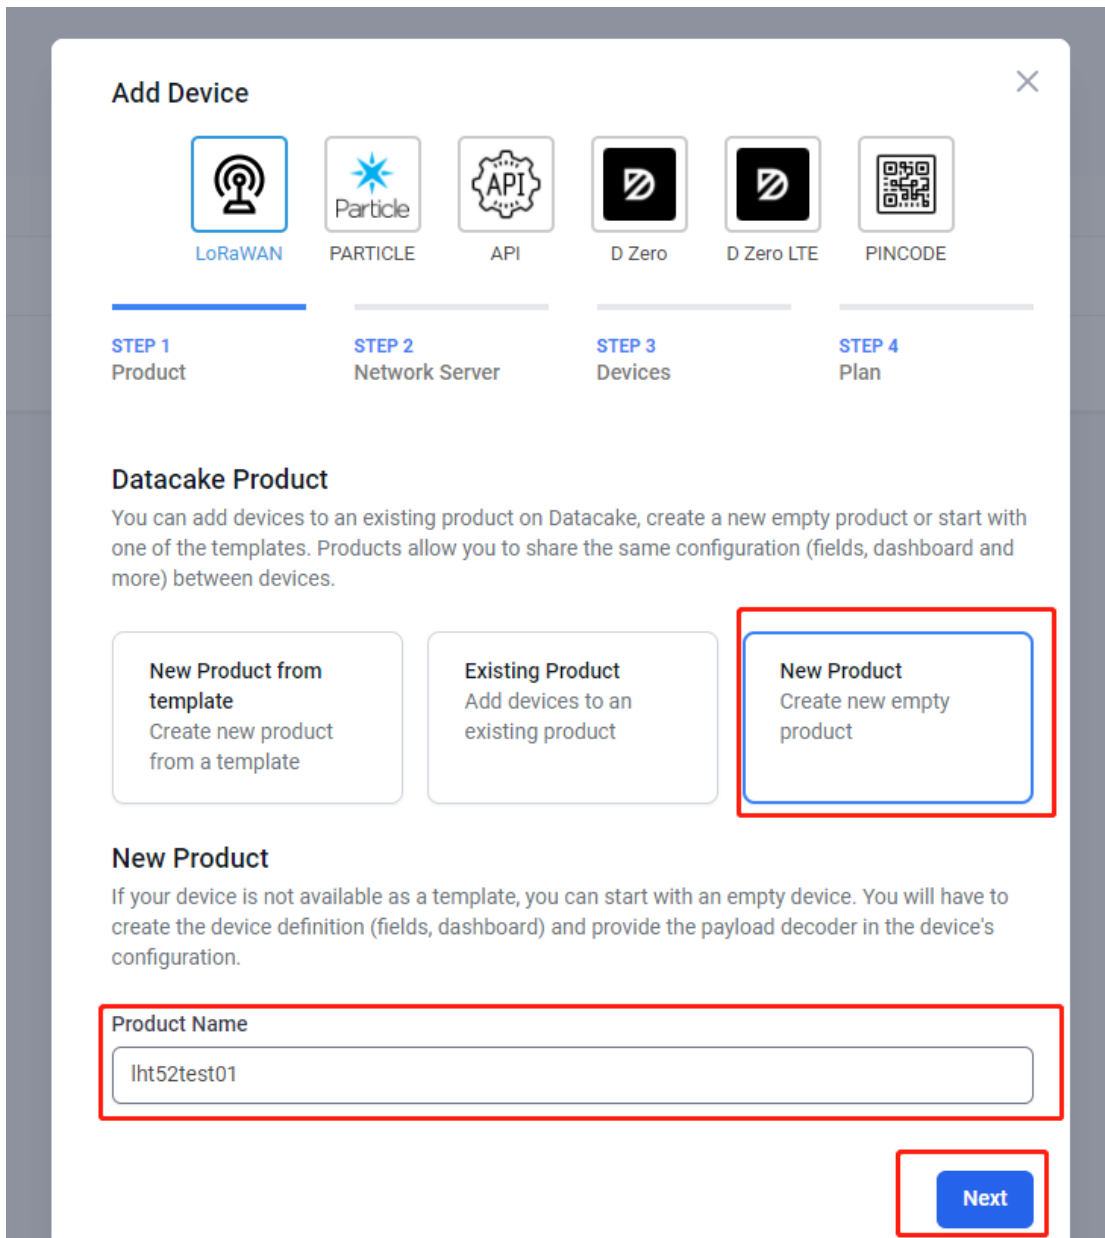 Add Device
API
Particle
LoRaWAN
PARTICLE
API
D Zero
D Zero LTE
PINCODE
STEP 1
Product
STEP 2
Network Server
STEP 3
Devices
STEP 4
Plan
Datacake Product
You can add devices to an existing product on Datacake, create a new empty product or start with
one of the templates. Products allow you to share the same configuration (fields, dashboard and
more) between devices.
New Product from
template
Create new product
from a template
Existing Product
Add devices to an
existing product
New Product
Create new empty
product
New Product
If your device is not available as a template, you can start with an empty device. You will have to
create the device definition (fields, dashboard) and provide the payload decoder in the device's
configuration.
Product Name
lht52test01
Next